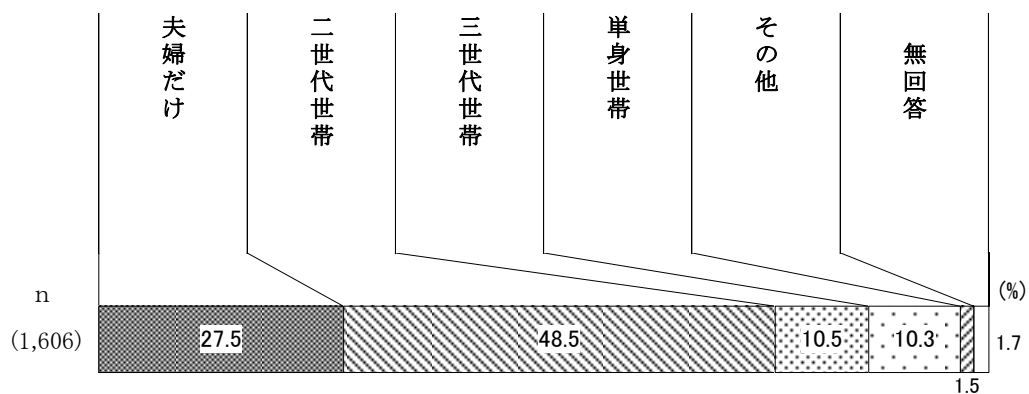 夫婦だけ
二世代世帯
三世代世帯
単身世帯
その他
無回答
n
(%)
(1,606)
27.5
48.5
10.5
10.3
1.7
1.5